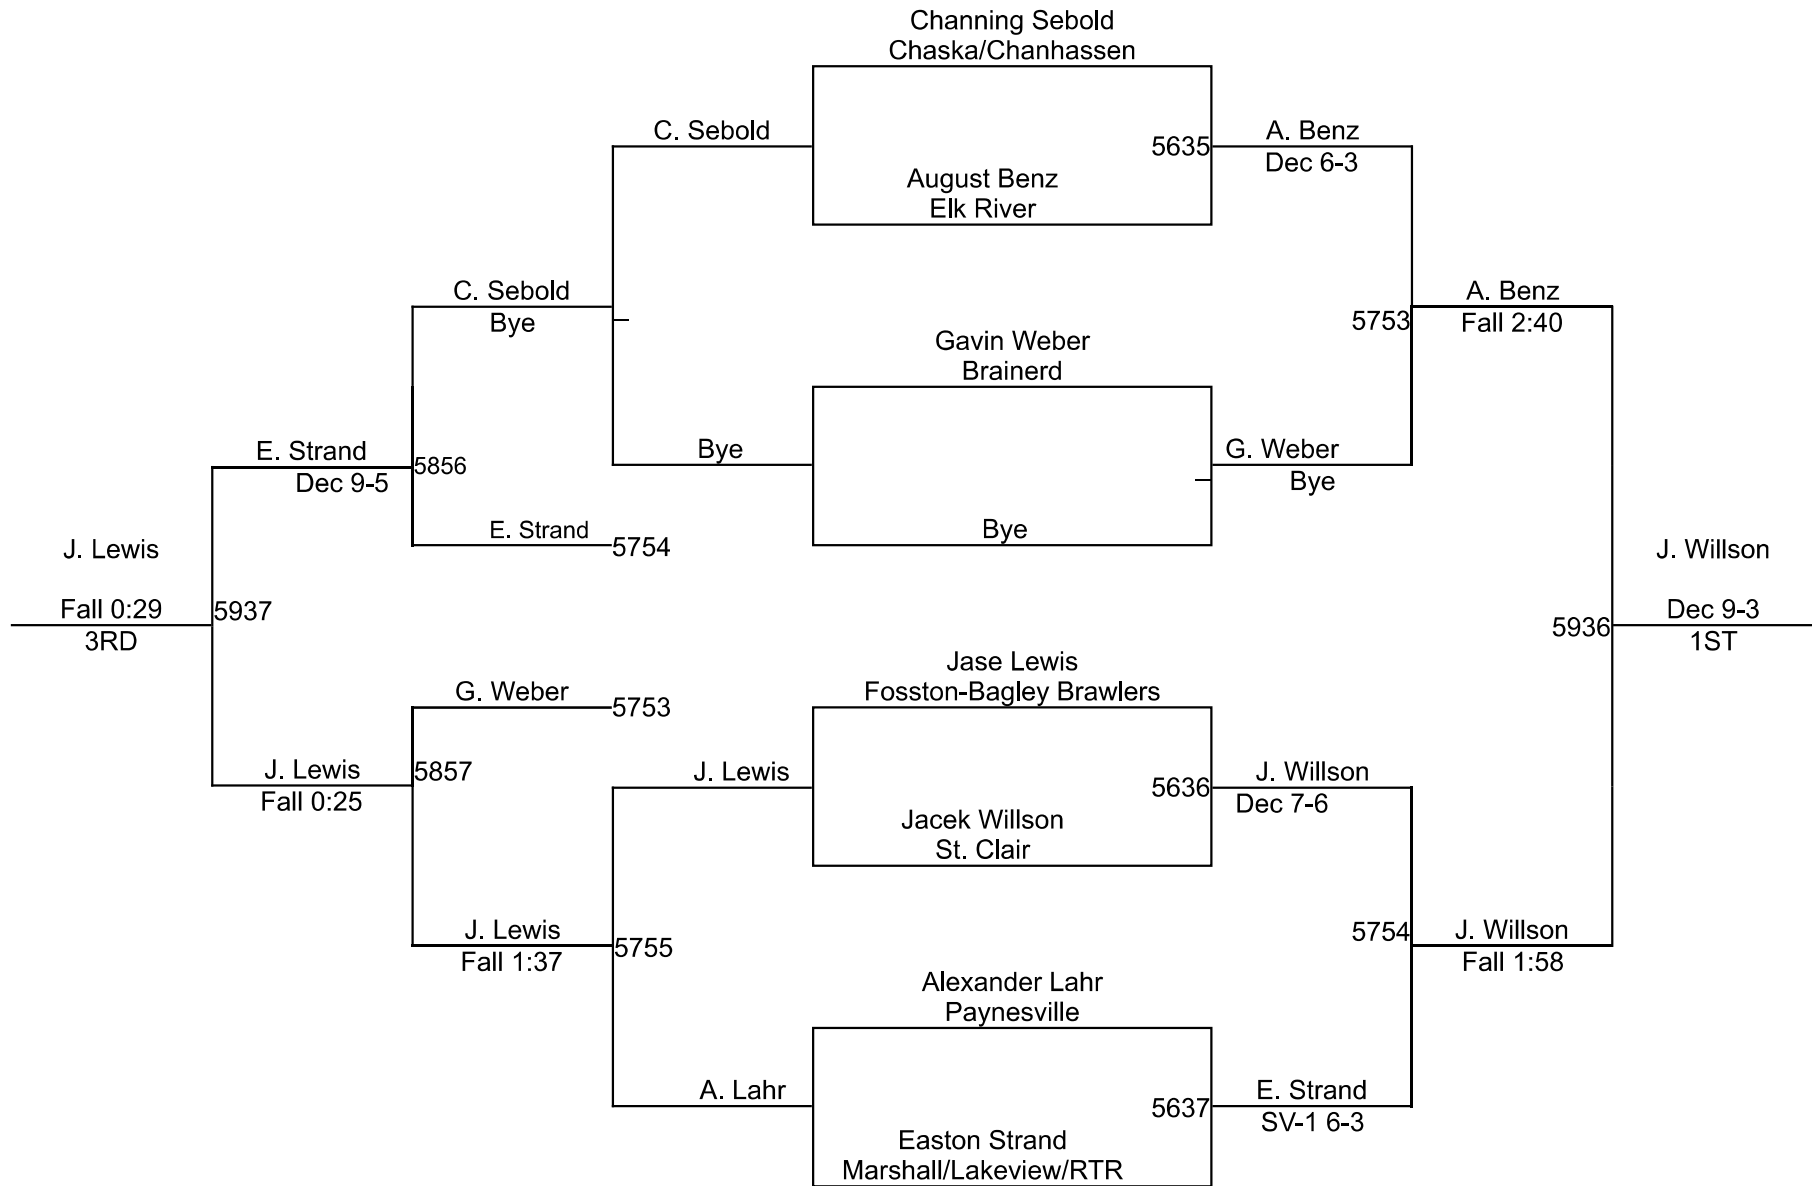 Channing Sebold
Chaska/Chanhassen
C. Sebold
5635
A. Benz
Dec 6-3
August Benz
Elk River
C. Sebold
Bye
5753
A. Benz
Fall 2:40
Gavin Weber
Brainerd
E. Strand
Dec 9-5
5856
Bye
G. Weber
Bye
E. Strand
5754
Bye
J. Lewis
Fall 0:29
3RD
5937
J. Willson
Dec 9-3
1ST
5936
G. Weber
5753
Jase Lewis
Fosston-Bagley Brawlers
J. Lewis
Fall 0:25
5857
J. Lewis
5636
J. Willson
Dec 7-6
Jacek Willson
St. Clair
J. Lewis
Fall 1:37
5755
5754
J. Willson
Fall 1:58
Alexander Lahr
Paynesville
A. Lahr
5637
E. Strand
SV-1 6-3
Easton Strand
Marshall/Lakeview/RTR